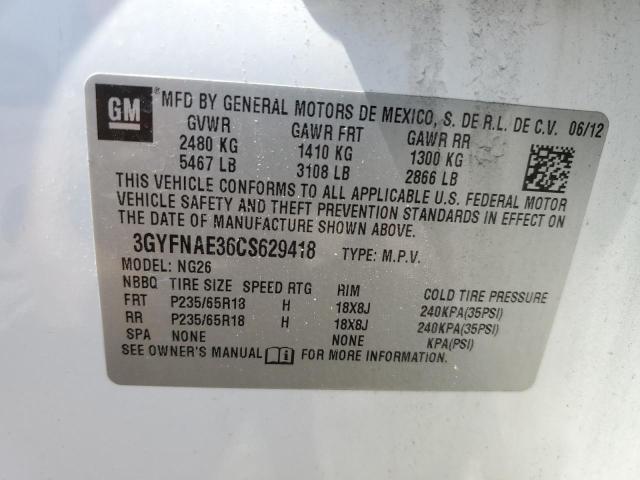 GM ® MFD BY GENERAL MOTORS DE MEXICO, S. DE R.L. DE C.V. 06/12
GVWR GAWR FRT GAWR RR
2480 KG 1410 KG 1300 KG
5467 LB 3108 LB 2866 LB
THIS VEHICLE CONFORMS TO ALL APPLICABLE U.S. FEDERAL MOTOR
VEHICLE SAFETY AND THEFT PREVENTION STANDARDS IN EFFECT ON
THE DATE OF MANUFACTURE SHOWN ABOVE.
3GYFNAE36CS629418 TYPE: M.P.V.
MODEL: NG26
NBBQ TIRE SIZE SPEED RTG RIM COLD TIRE PRESSURE
FRT P235/65R18 H 18X8J 240KPA(35PSI)
RR P235/65R18 H 18X8J 240KPA(35PSI)
SPA NONE NONE KPA(PSI)
SEE OWNER'S MANUAL i FOR MORE INFORMATION.